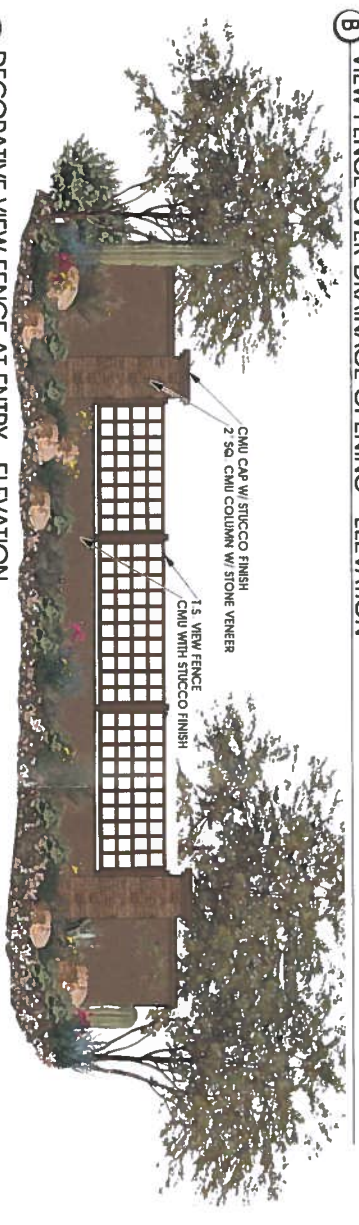 B VIEW FENCE OVER DRAINAGE OPENING - ELEVATION
CMU CAP W/ STUCCO FINISH
2' SQ. CMU COLUMN W/ STONE VENEER
T.S. VIEW FENCE
CMU WITH STUCCO FINISH
DECORATIVE VIEW FENCE AT ENTRY - ELEVATION